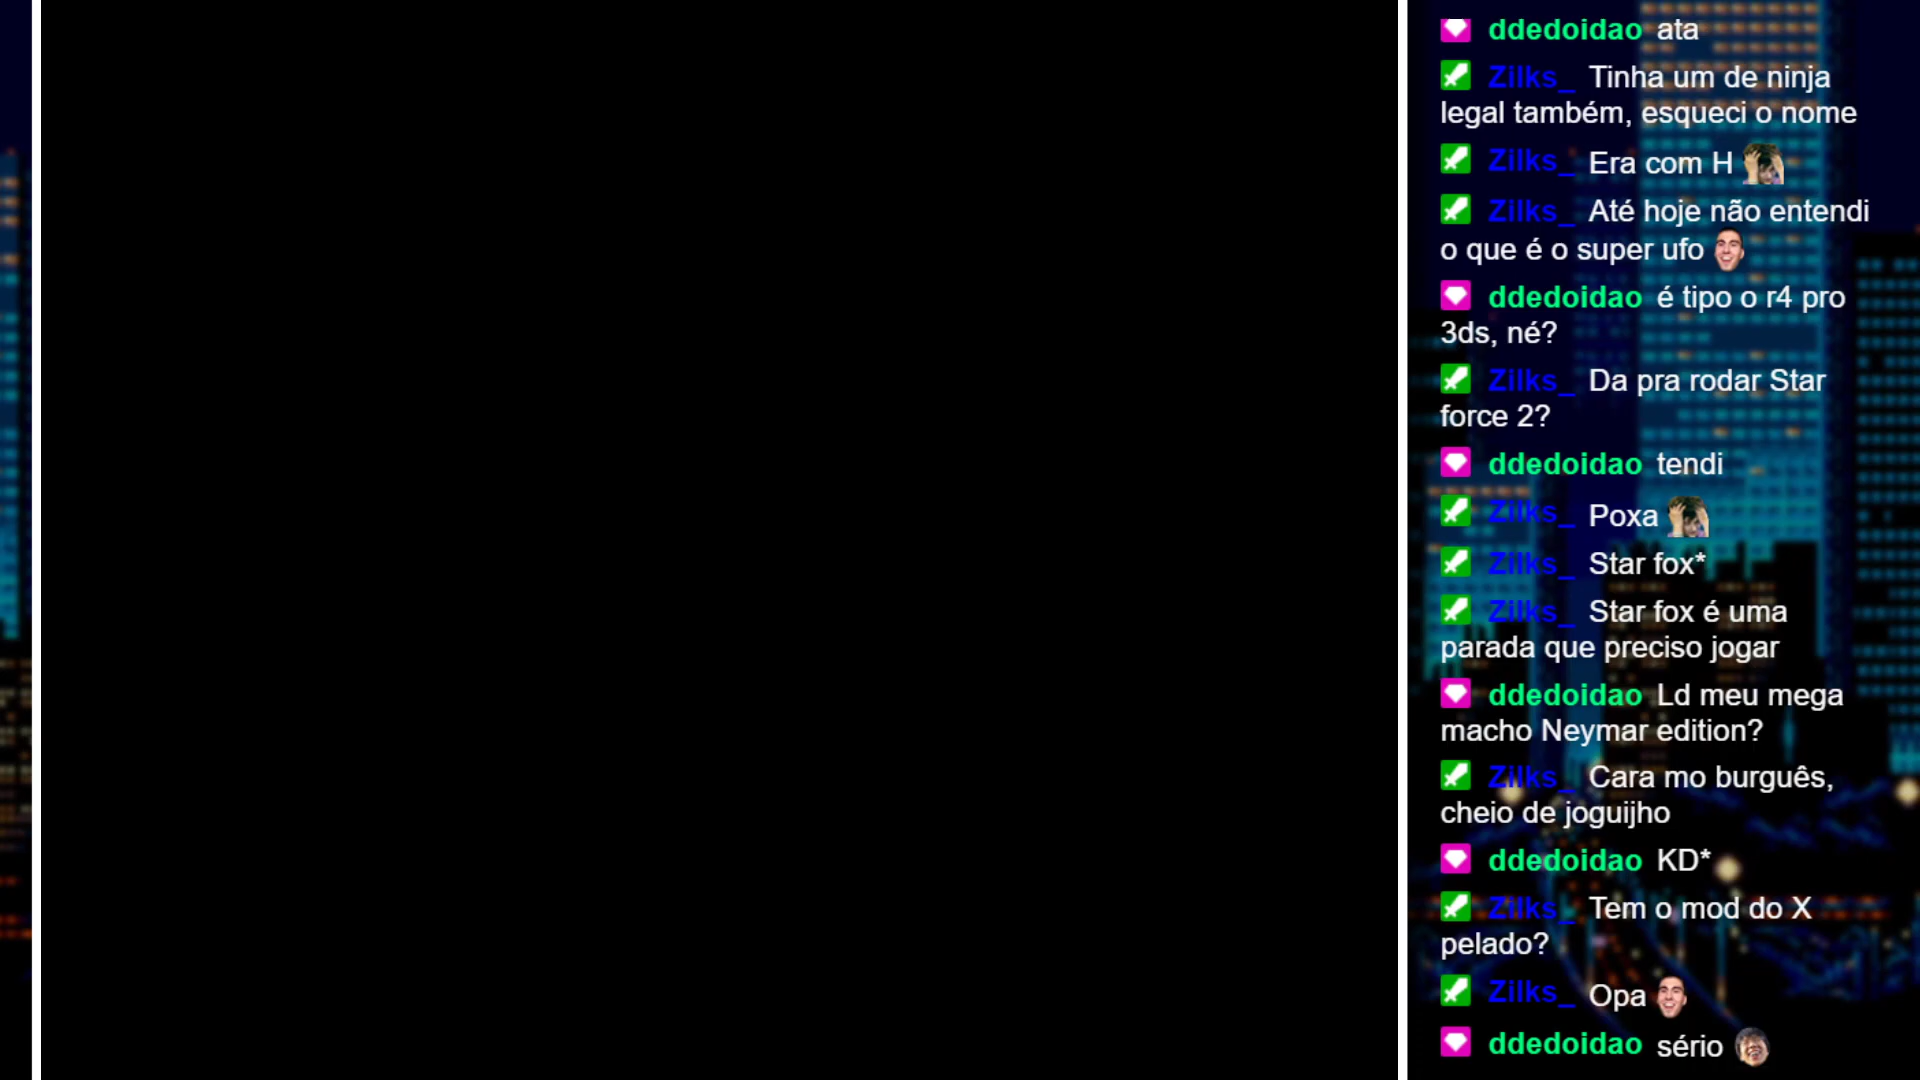 ddedoidao ata
Zilks_ Tinha um de ninja
legal também, esqueci o nome
Zilks_ Era com H
Zilks_ Até hoje não entendi
o que é o super ufo
ddedoidao é tipo o r4 pro
3ds, né?
Zilks_ Da pra rodar Star
force 2?
ddedoidao tendi
Zilks_ Poxa
Zilks_ Star fox*
Zilks_ Star fox é uma
parada que preciso jogar
ddedoidao Ld meu mega
macho Neymar edition?
Zilks_ Cara mo burguês,
cheio de joguijho
ddedoidao KD*
Zilks_ Tem o mod do X
pelado?
Zilks_ Opa
ddedoidao sério